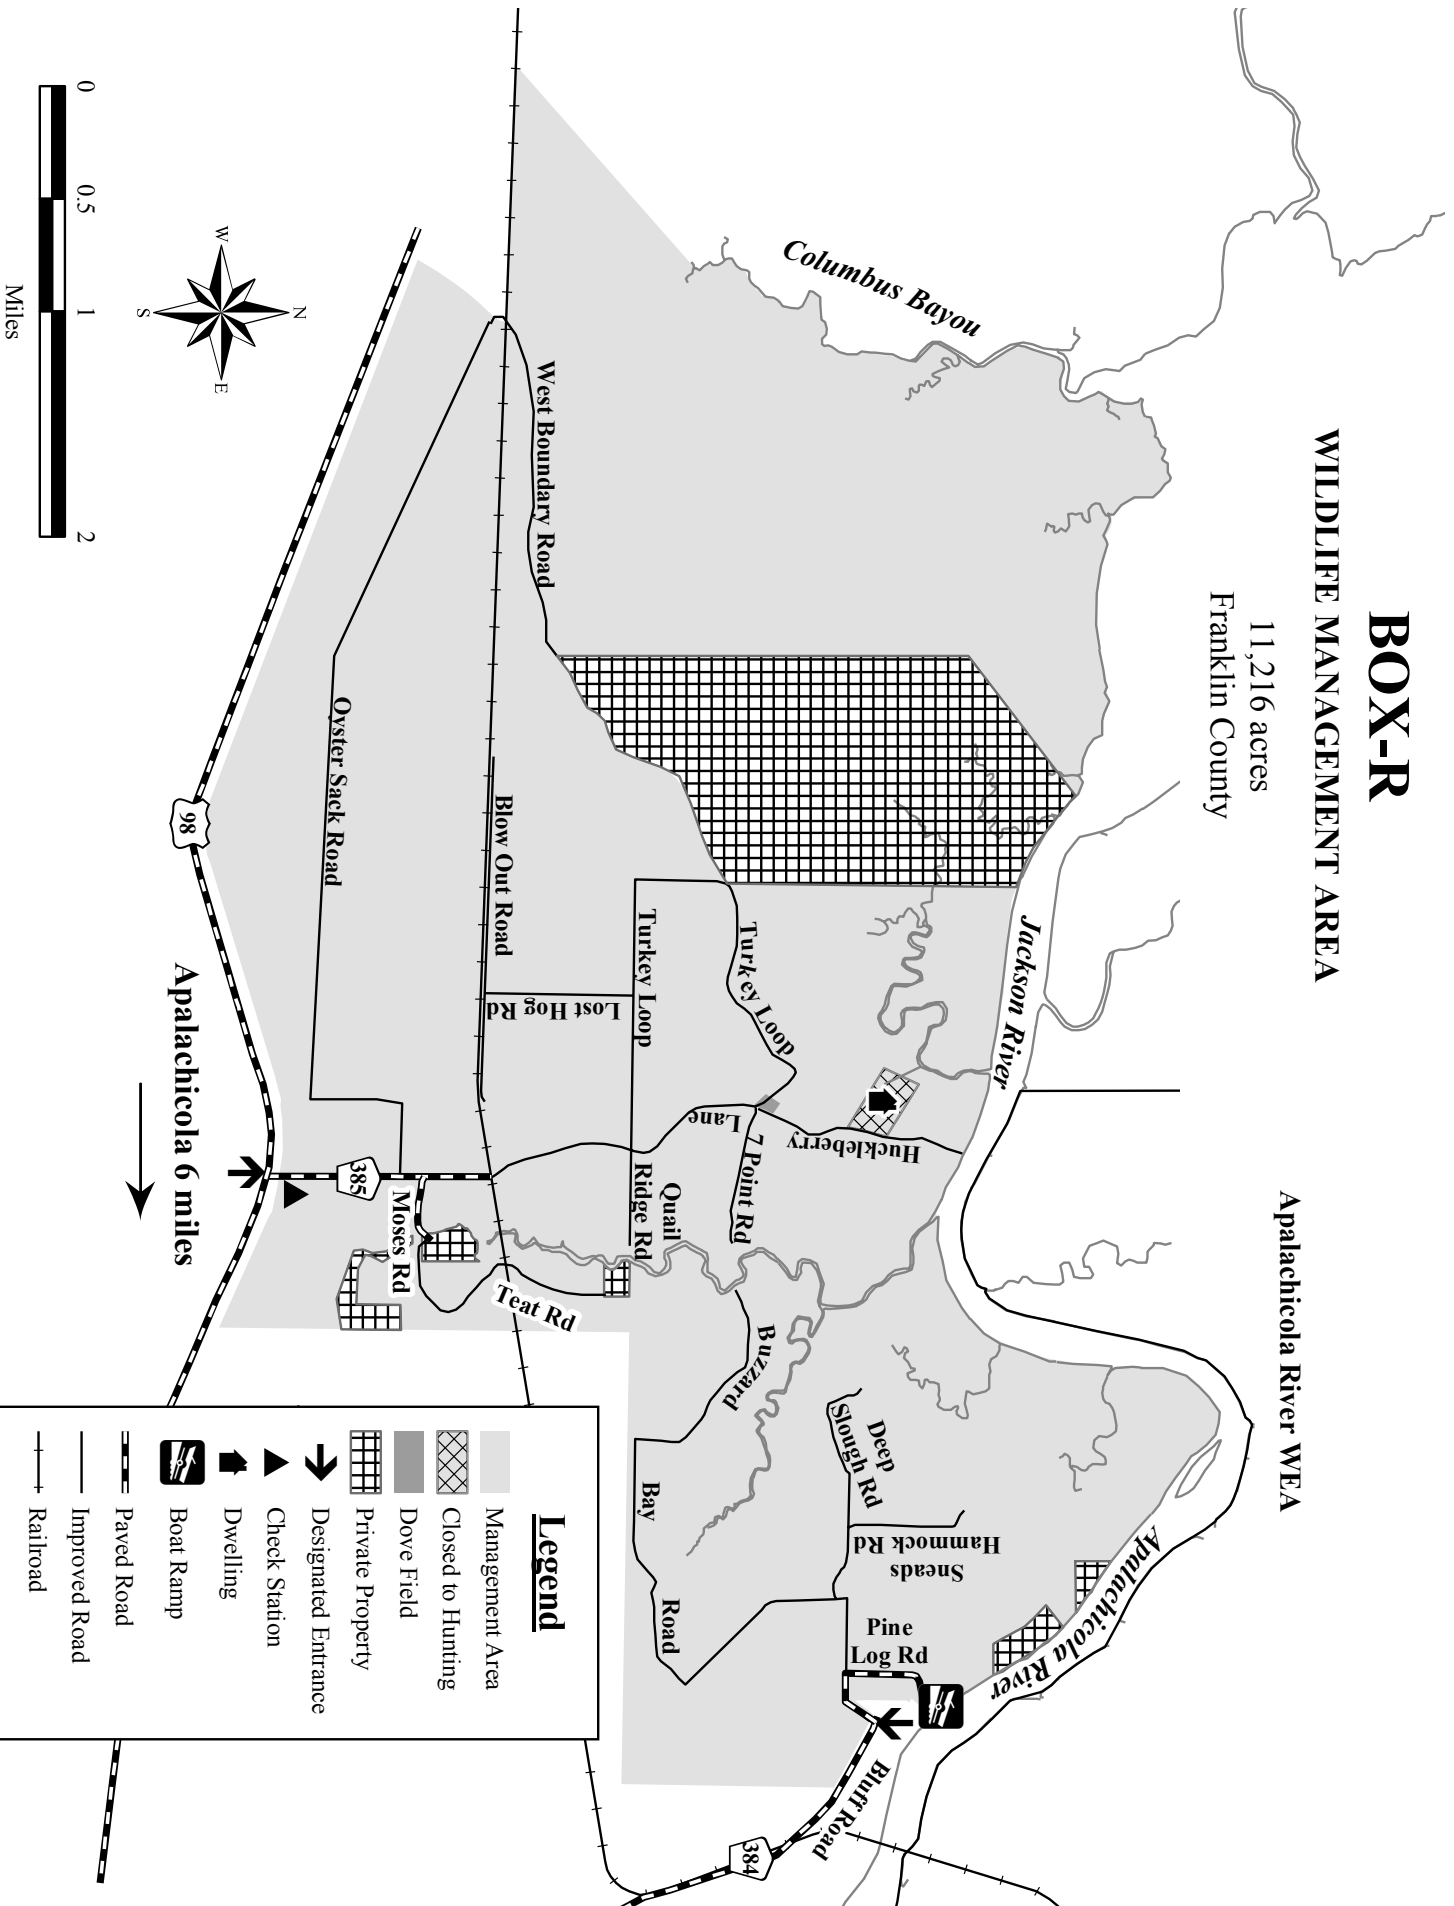 BOX-R
WILDLIFE MANAGEMENT AREA
11,216 acres
Franklin County
Apalachicola River WEA
Columbus Bayou
Jackson River
Apalachicola River
West Boundary Road
Blow Out Road
Oyster Sack Road
Turkey Loop
Turkey Loop
Lost Hog Rd
Huckleberry
Lane
7 Point Rd
Quail
Ridge Rd
Moses Rd
Teat Rd
Buzzard
Bay
Road
Deep
Slough Rd
Sneads
Hammock Rd
Pine
Log Rd
Bluff Road
384
385
98
Apalachicola 6 miles
N
W
E
S
0
0.5
1
2
Miles
Legend
Management Area
Closed to Hunting
Dove Field
Private Property
Designated Entrance
Check Station
Dwelling
Boat Ramp
Paved Road
Improved Road
Railroad